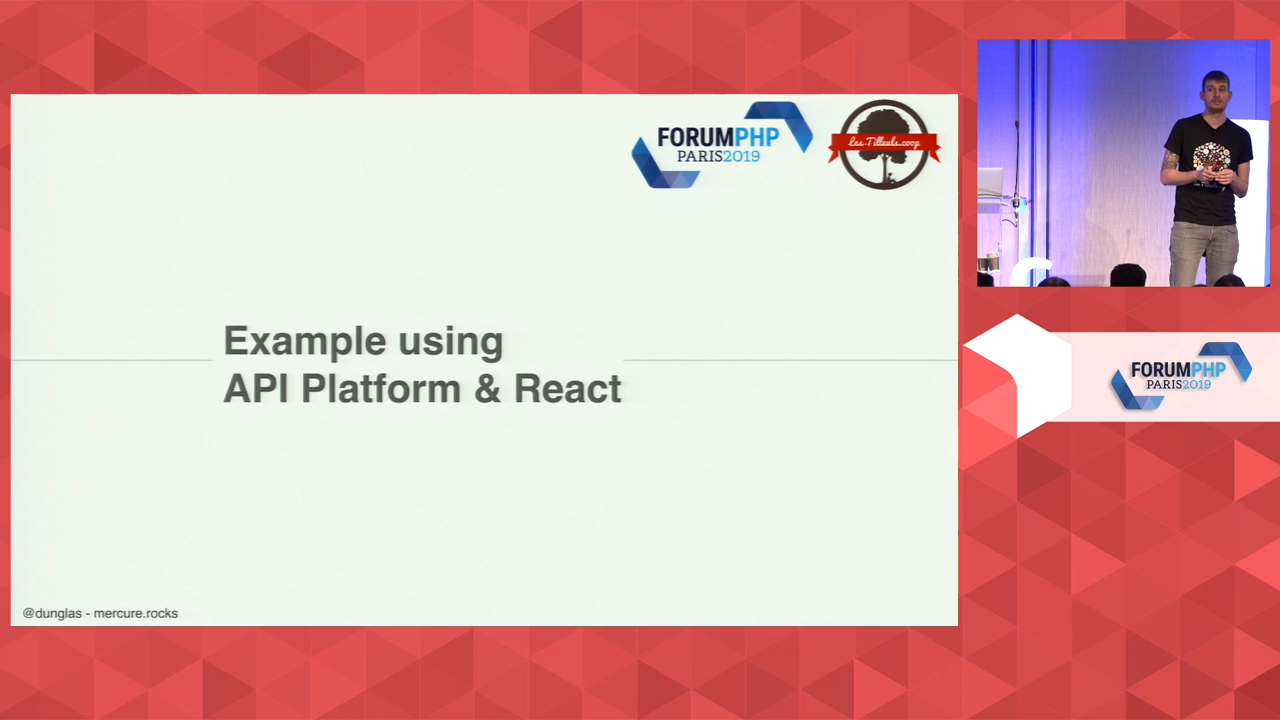 FORUMPHP
PARIS2019
Les-Tilleuls.coop
Example using
API Platform & React
@dunglas - mercure.rocks
FORUMPHP
PARIS2019